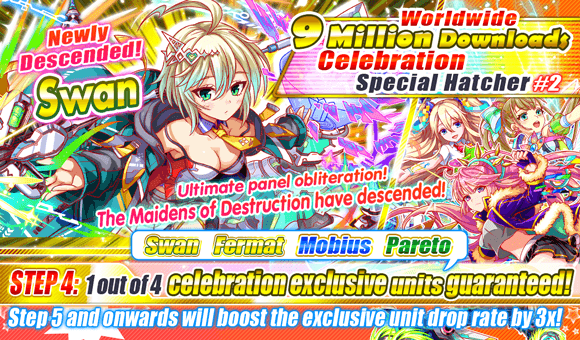 Newly
Descended!
Swan
Worldwide
9 Million Downloads
Celebration
Special Hatcher #2
Ultimate panel obliteration!
The Maidens of Destruction have descended!
Swan Fermat Mobius Pareto
STEP 4: 1 out of 4 celebration exclusive units guaranteed!
Step 5 and onwards will boost the exclusive unit drop rate by 3x!